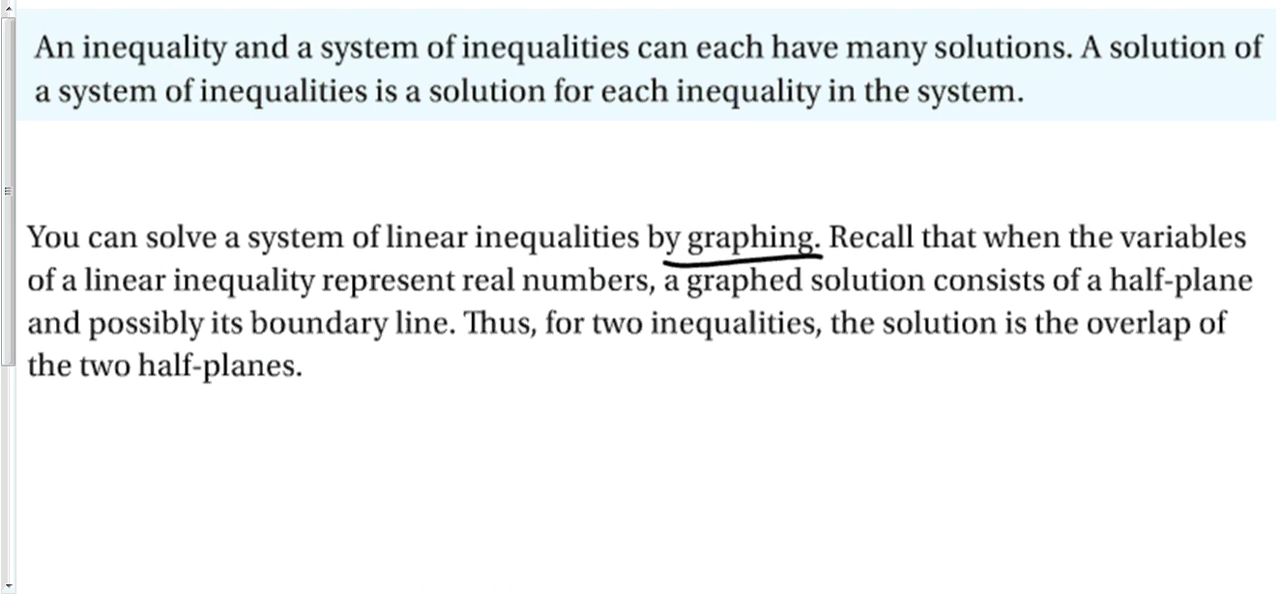 An inequality and a system of inequalities can each have many solutions. A solution of
a system of inequalities is a solution for each inequality in the system.
You can solve a system of linear inequalities by graphing. Recall that when the variables
of a linear inequality represent real numbers, a graphed solution consists of a half-plane
and possibly its boundary line. Thus, for two inequalities, the solution is the overlap of
the two half-planes.